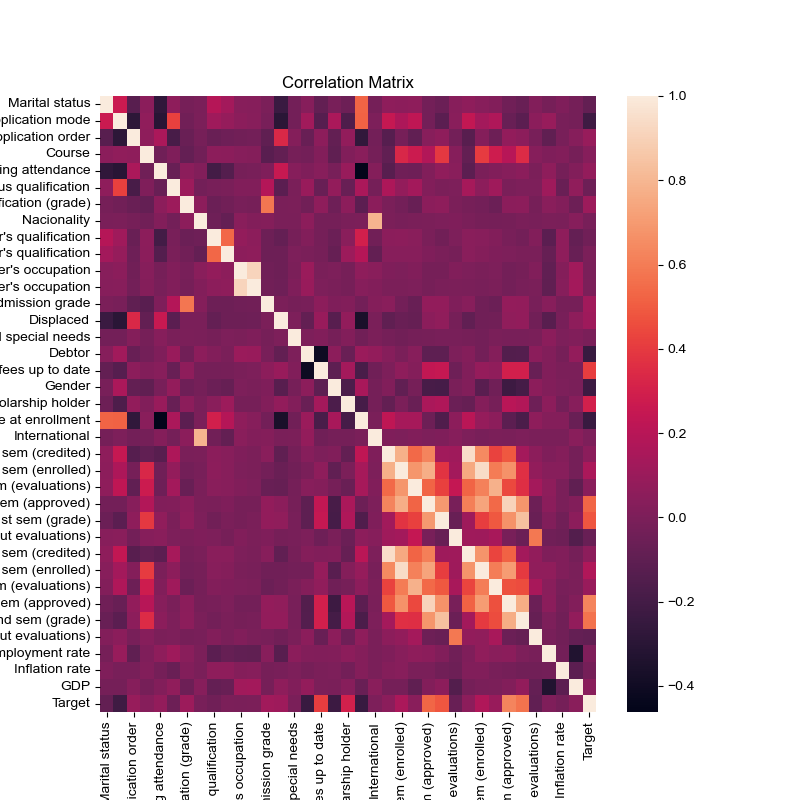 Correlation Matrix
Marital status
plication mode
pplication order
Course
ing attendance
us qualification
fication (grade)
Nacionality
r's qualification
r's qualification
er's occupation
er's occupation
dmission grade
Displaced
l special needs
Debtor
fees up to date
Gender
holarship holder
e at enrollment
International
sem (credited)
sem (enrolled)
m (evaluations)
em (approved)
st sem (grade)
ut evaluations)
sem (credited)
sem (enrolled)
m (evaluations)
em (approved)
nd sem (grade)
ut evaluations)
mployment rate
Inflation rate
GDP
Target
Marital status
ication order
g attendance
ation (grade)
qualification
s occupation
ission grade
pecial needs
es up to date
arship holder
International
em (enrolled)
n (approved)
evaluations)
em (enrolled)
n (approved)
evaluations)
Inflation rate
Target
1.0
0.8
0.6
0.4
0.2
0.0
−0.2
−0.4